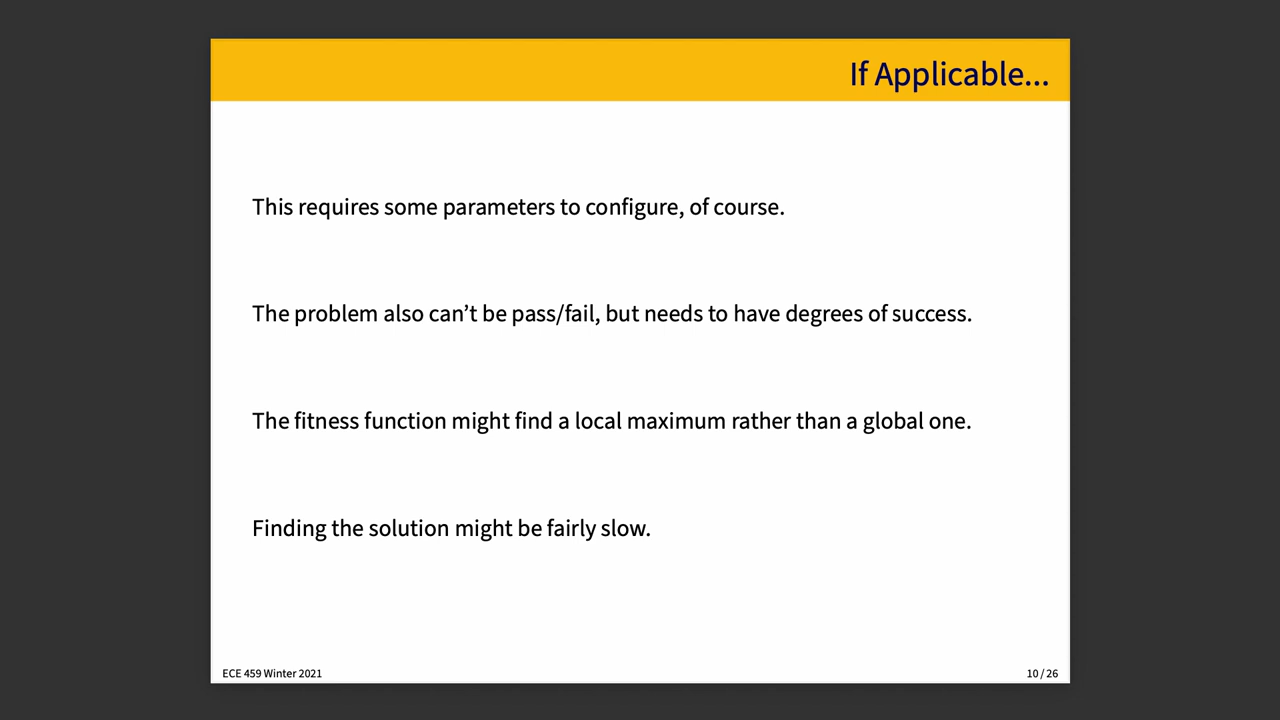 If Applicable...
This requires some parameters to configure, of course.
The problem also can’t be pass/fail, but needs to have degrees of success.
The fitness function might find a local maximum rather than a global one.
Finding the solution might be fairly slow.
ECE 459 Winter 2021
10 / 26